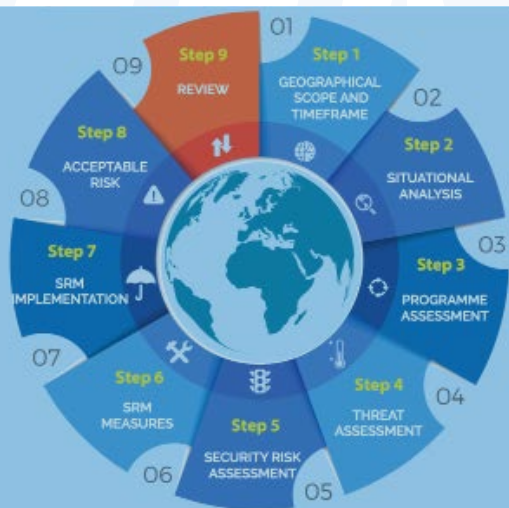 01
Step 1
GEOGRAPHICAL
SCOPE AND
TIMEFRAME
02
Step 2
SITUATIONAL
ANALYSIS
03
Step 3
PROGRAMME
ASSESSMENT
04
Step 4
THREAT
ASSESSMENT
05
Step 5
SECURITY RISK
ASSESSMENT
06
Step 6
SRM
MEASURES
07
Step 7
SRM
IMPLEMENTATION
08
Step 8
ACCEPTABLE
RISK
09
Step 9
REVIEW